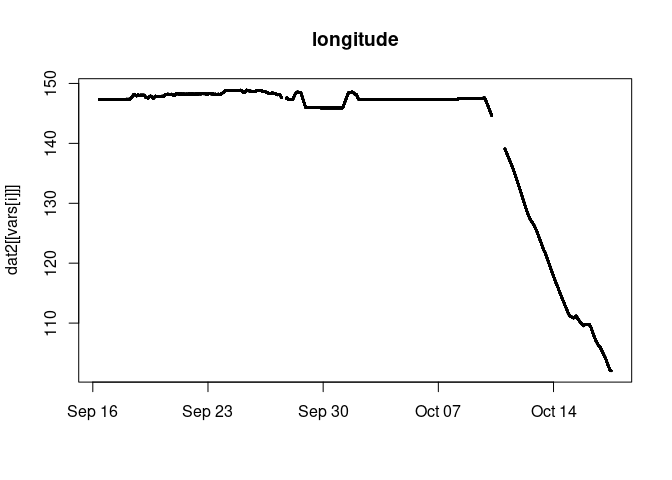 longitude
dat2[[vars[i]]]
150
140
130
120
110
Sep 16
Sep 23
Sep 30
Oct 07
Oct 14